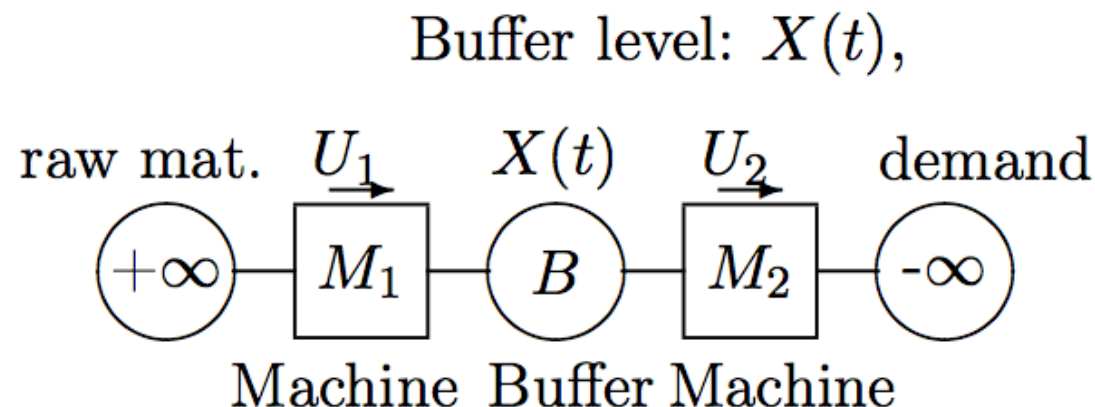 Buffer level: X(t),
raw mat. U₁ X(t) U₂ demand
+∞ M₁ B M₂ -∞
Machine Buffer Machine